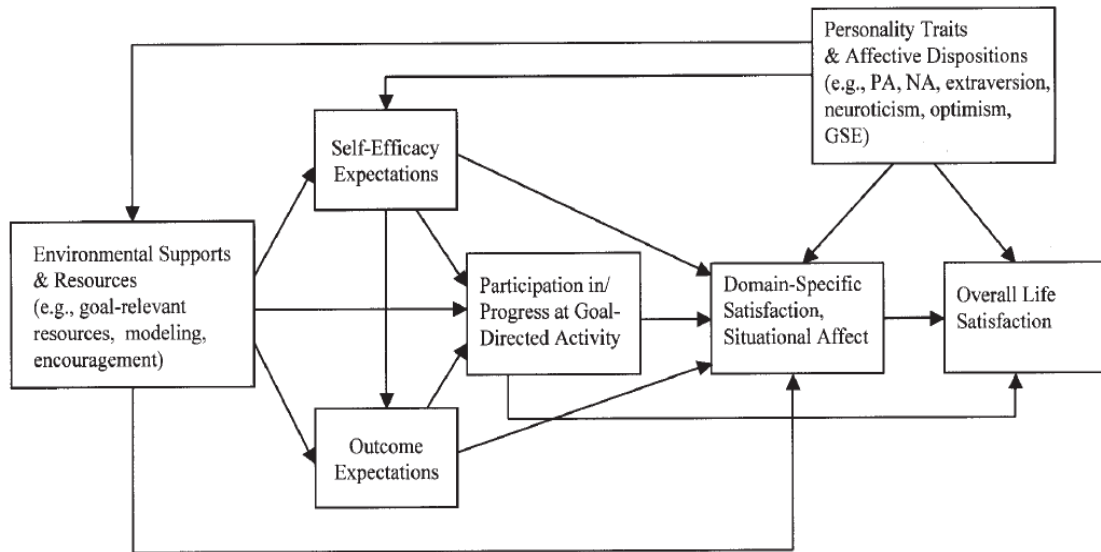 Personality Traits
& Affective Dispositions
(e.g., PA, NA, extraversion,
neuroticism, optimism,
GSE)
Self-Efficacy
Expectations
Environmental Supports
& Resources
(e.g., goal-relevant
resources, modeling,
encouragement)
Participation in/
Progress at Goal-
Directed Activity
Domain-Specific
Satisfaction,
Situational Affect
Overall Life
Satisfaction
Outcome
Expectations